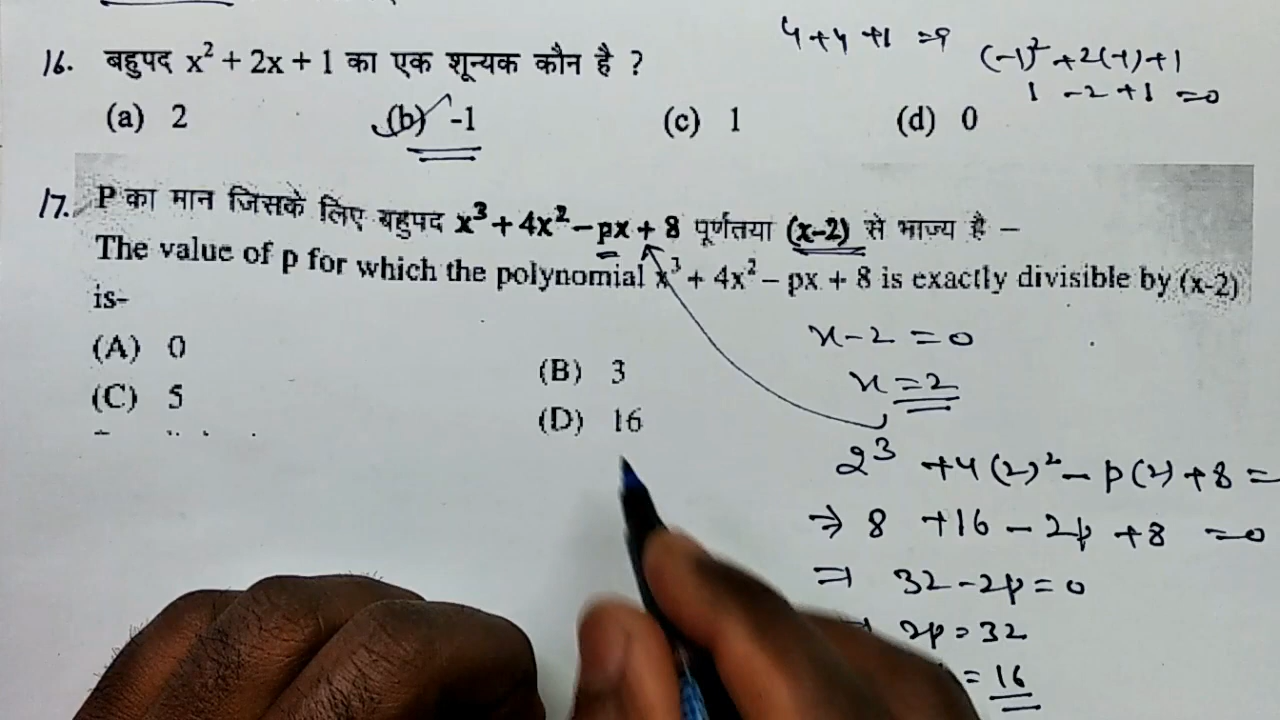 4+4+1=9
(-1)²+2(-1)+1
1 -2 +1 =0
16. बहुपद x² + 2x + 1 का एक शून्यक कौन है ?
(a) 2 (b) -1 (c) 1 (d) 0
17. P का मान जिसके लिए बहुपद x³ + 4x² – px + 8 पूर्णतया (x-2) से भाज्य है –
The value of p for which the polynomial x³ + 4x² – px + 8 is exactly divisible by (x-2)
is-
(A) 0
(B) 3
(C) 5
(D) 16
x-2=0
x=2
2³ +4(2)²-p(2)+8=
⇒ 8 +16 - 2p +8 =0
⇒ 32-2p=0
2p=32
=16